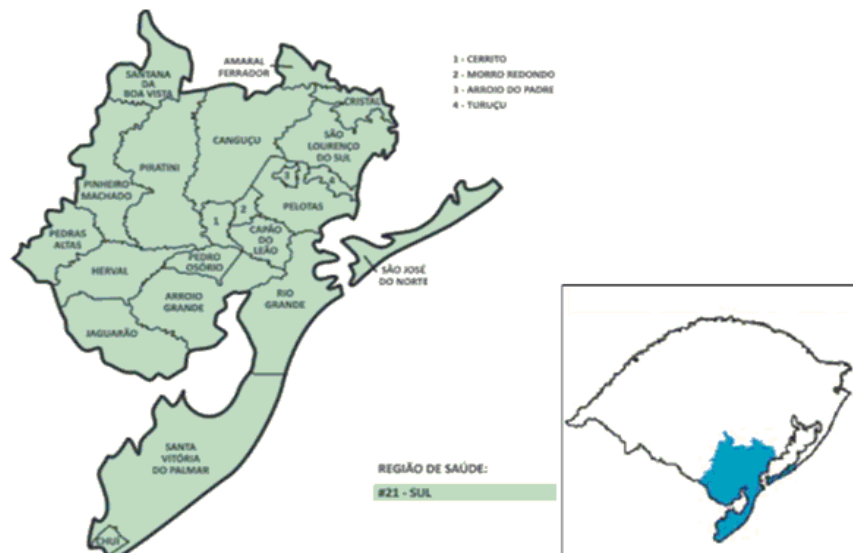 AMARAL
FERRADOR
1 - CERRITO
2 - MORRO REDONDO
3 - ARROIO DO PADRE
4 - TURUÇU
SANTANA
DA
BOA VISTA
CRISTAL
CANGUÇU
SÃO
LOURENÇO
DO SUL
PIRATINI
3
4
PINHEIRO
MACHADO
2
PELOTAS
1
CAPÃO
DO
LEÃO
PEDRAS
ALTAS
PEDRO
OSÓRIO
HERVAL
SÃO JOSÉ
DO NORTE
RIO
GRANDE
ARROIO
GRANDE
JAGUARÃO
SANTA
VITÓRIA
DO PALMAR
REGIÃO DE SAÚDE:
#21 - SUL
CHUÍ